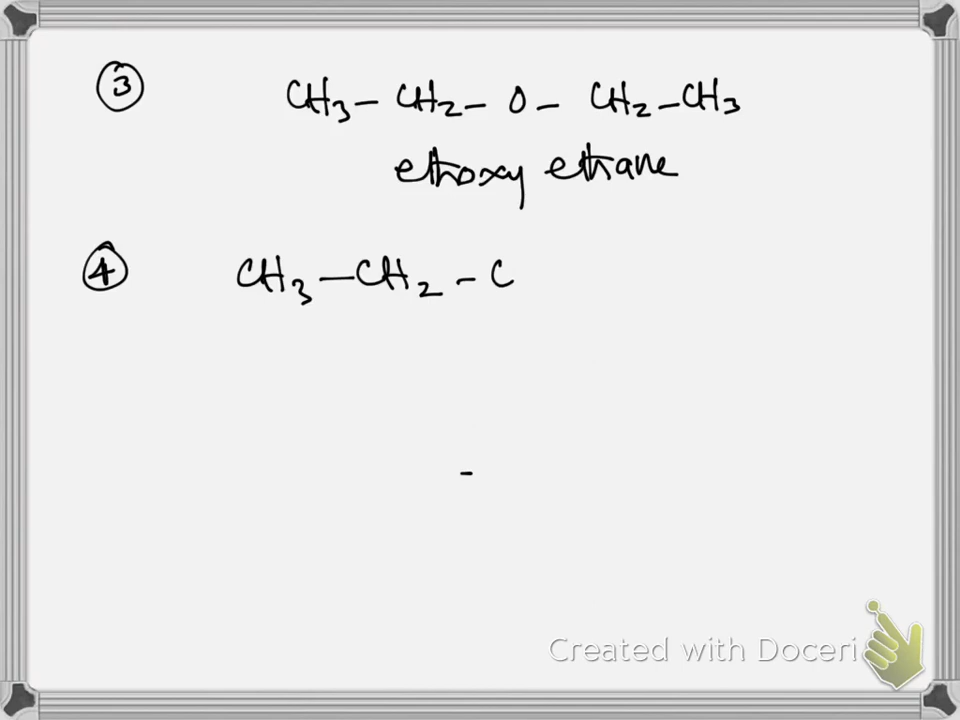 ③ CH₃ – CH₂ – O – CH₂ – CH₃
ethoxy ethane
④ CH₃ – CH₂ – C
-
Created with Doceri